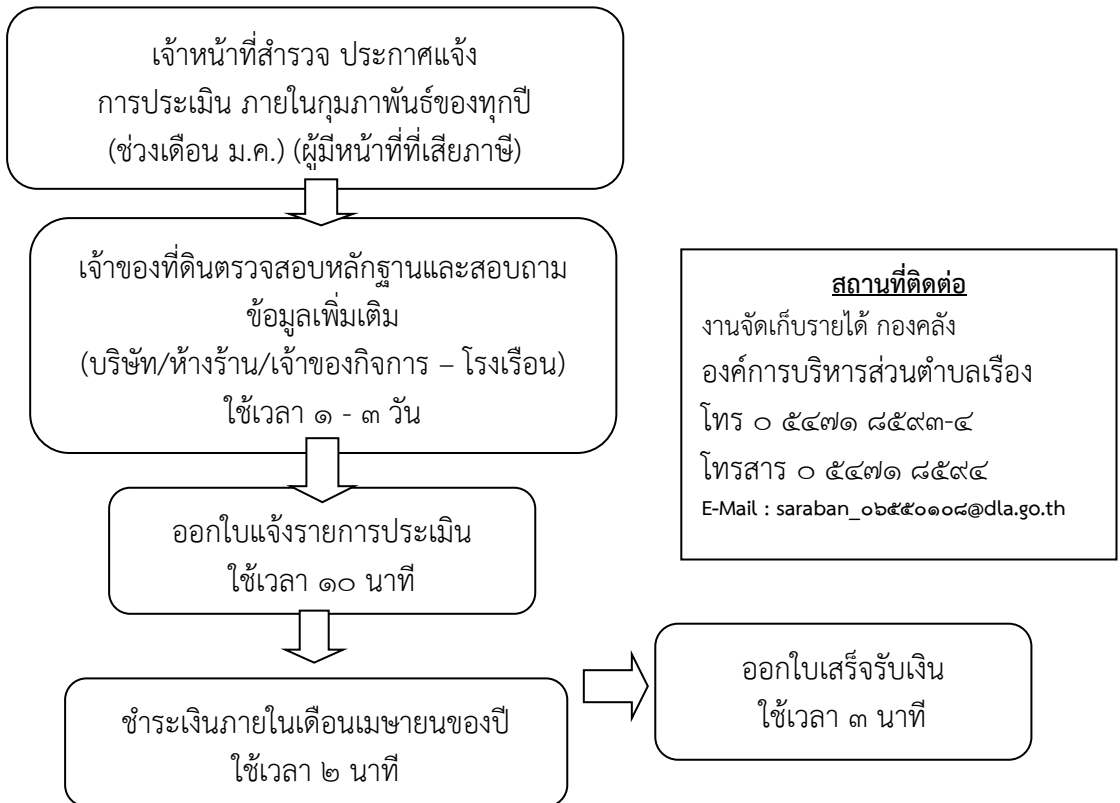 เจ้าหน้าที่สำรวจ ประกาศแจ้ง
การประเมิน ภายในกุมภาพันธ์ของทุกปี
(ช่วงเดือน ม.ค.) (ผู้มีหน้าที่ที่เสียภาษี)
เจ้าของที่ดินตรวจสอบหลักฐานและสอบถาม
ข้อมูลเพิ่มเติม
(บริษัท/ห้างร้าน/เจ้าของกิจการ – โรงเรือน)
ใช้เวลา ๑ - ๓ วัน
ออกใบแจ้งรายการประเมิน
ใช้เวลา ๑๐ นาที
ชำระเงินภายในเดือนเมษายนของปี
ใช้เวลา ๒ นาที
ออกใบเสร็จรับเงิน
ใช้เวลา ๓ นาที
สถานที่ติดต่อ
งานจัดเก็บรายได้ กองคลัง
องค์การบริหารส่วนตำบลเรือง
โทร ๐ ๕๔๗๑ ๘๕๙๓-๔
โทรสาร ๐ ๕๔๗๑ ๘๕๙๔
E-Mail : saraban_๐๖๕๕๐๑๐๘@dla.go.th